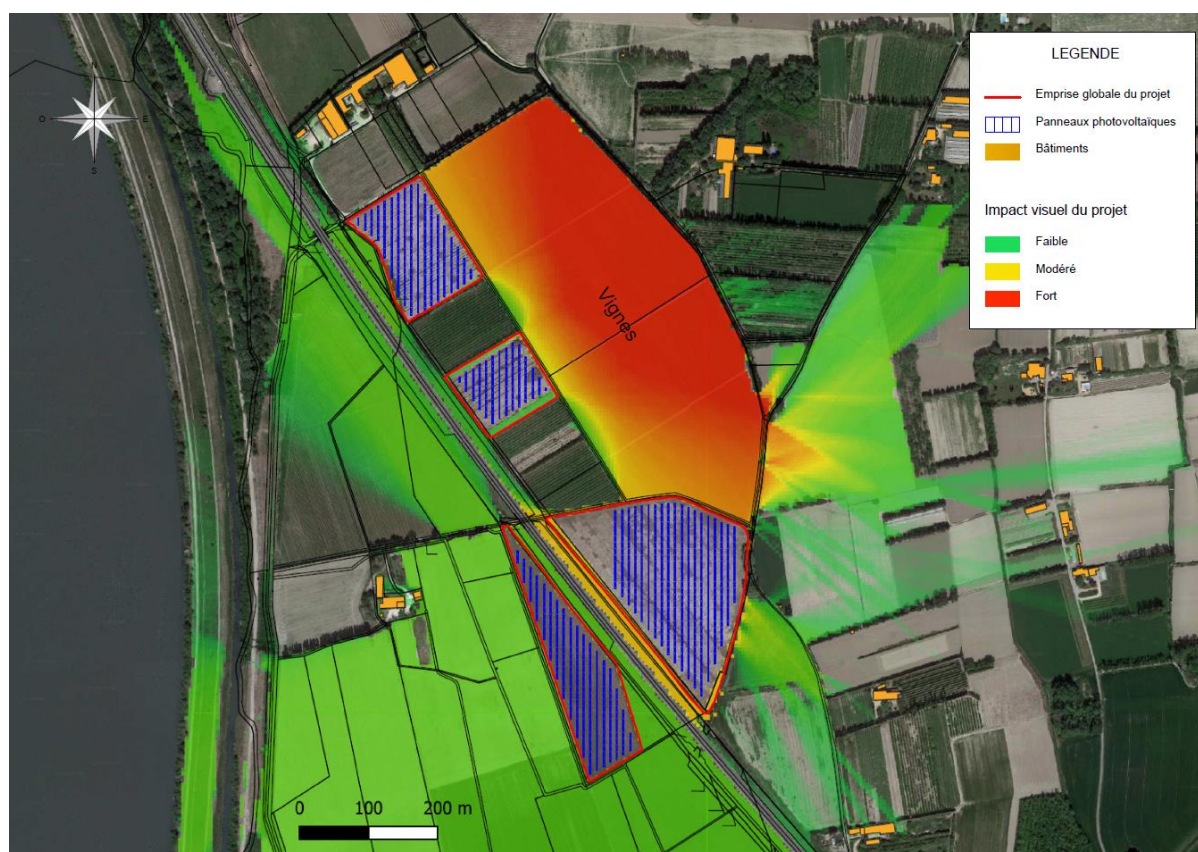 LEGENDE
Emprise globale du projet
Panneaux photovoltaïques
Bâtiments
Impact visuel du projet
Faible
Modéré
Fort
O
E
S
Vignes
0 100 200 m